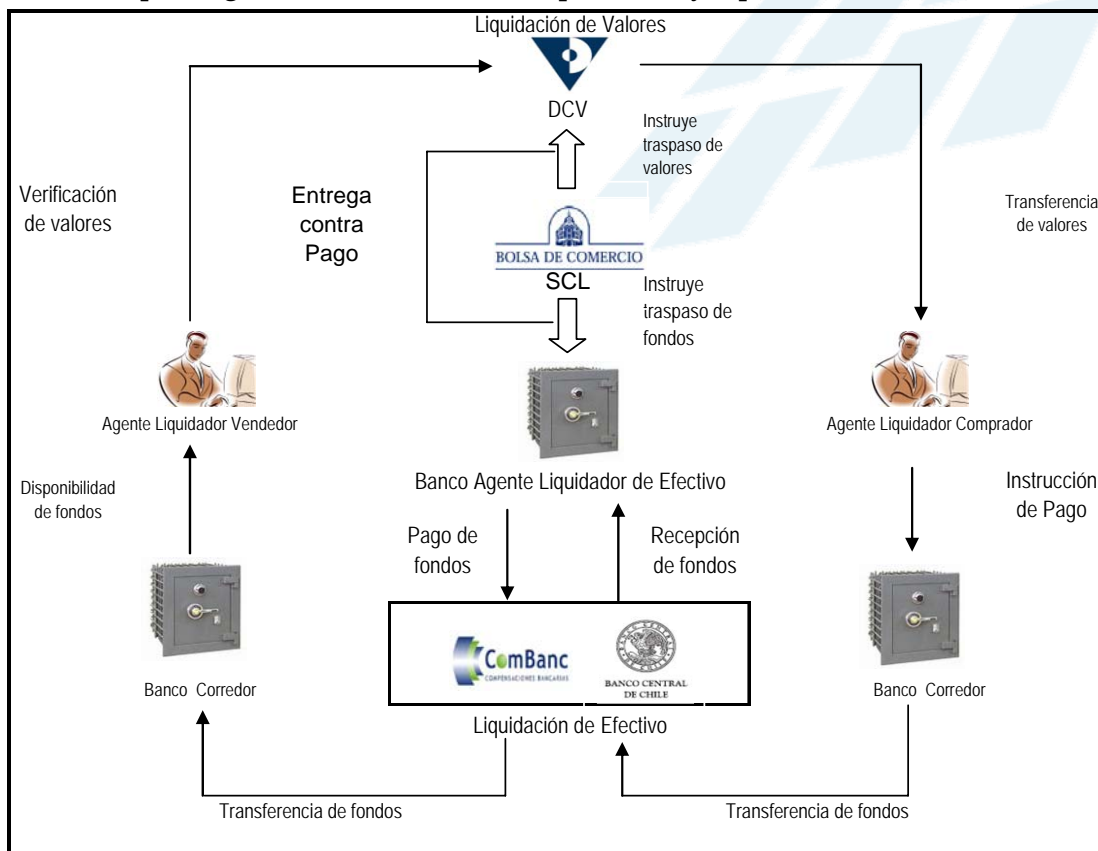 Liquidación de Valores
DCV
Instruye
traspaso de
valores
Verificación
de valores
Entrega
contra
Pago
Transferencia
de valores
BOLSA DE COMERCIO
SCL
Instruye
traspaso de
fondos
Agente Liquidador Vendedor
Agente Liquidador Comprador
Banco Agente Liquidador de Efectivo
Disponibilidad
de fondos
Instrucción
de Pago
Pago de
fondos
Recepción
de fondos
ComBanc
COMPENSACIONES BANCARIAS
BANCO CENTRAL
DE CHILE
Banco Corredor
Banco Corredor
Liquidación de Efectivo
Transferencia de fondos
Transferencia de fondos